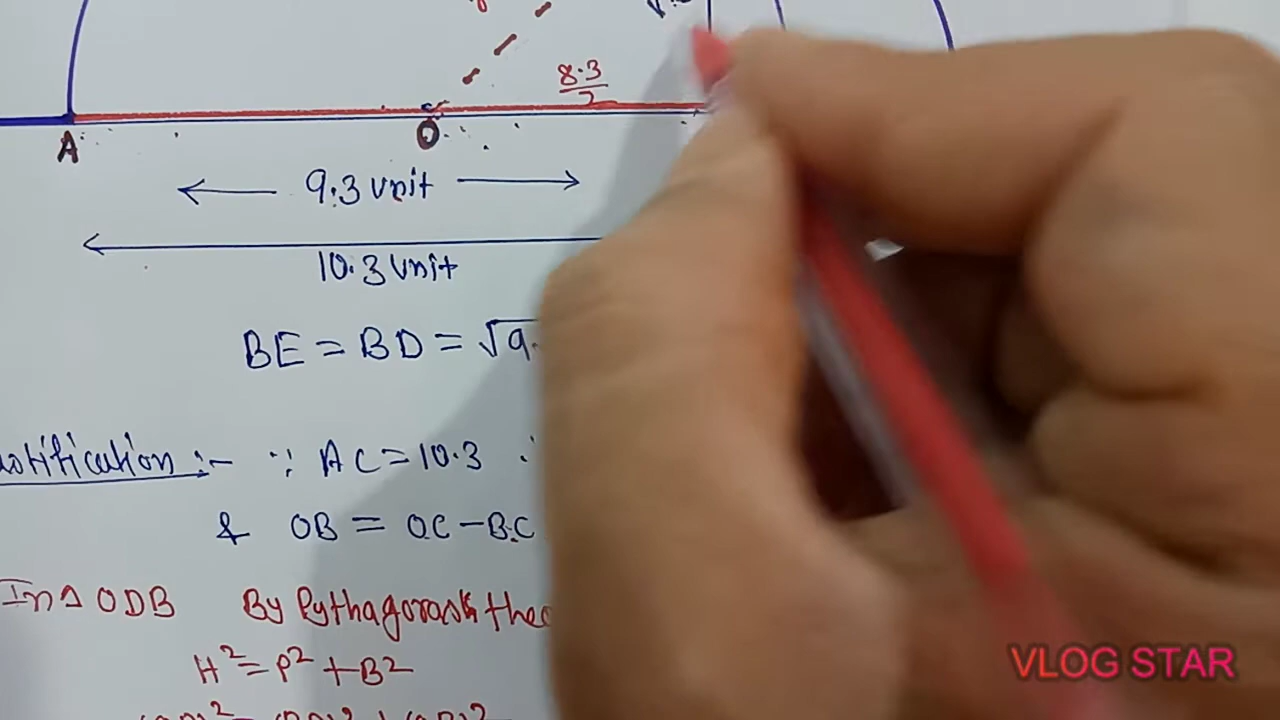 8.3
2
A
O
9.3 unit
10.3 unit
BE = BD = √9.
∵ AC = 10.3
& OB = OC - BC
In △ ODB By Pythagoras
H² = P² + B²
VLOG STAR